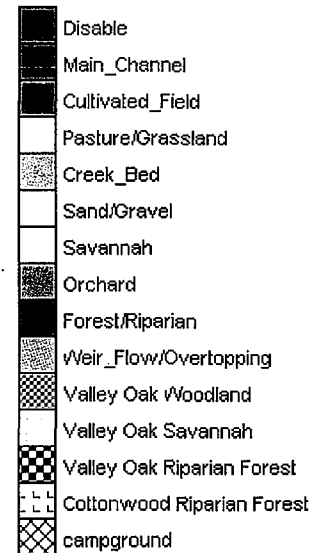 Disable
Main_Channel
Cultivated_Field
Pasture/Grassland
Creek_Bed
Sand/Gravel
Savannah
Orchard
Forest/Riparian
Weir_Flow/Overtopping
Valley Oak Woodland
Valley Oak Savannah
Valley Oak Riparian Forest
Cottonwood Riparian Forest
campground